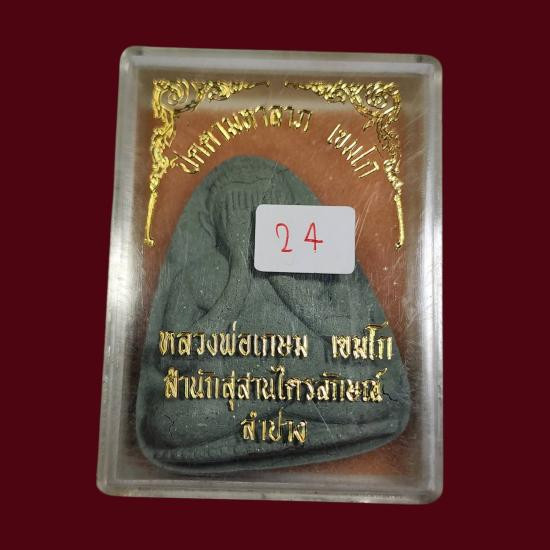 ปิดตามหาลาภ เขมโก
24
หลวงพ่อเกษม เขมโก
สำนักสุสานไตรลักษณ์
ลำปาง